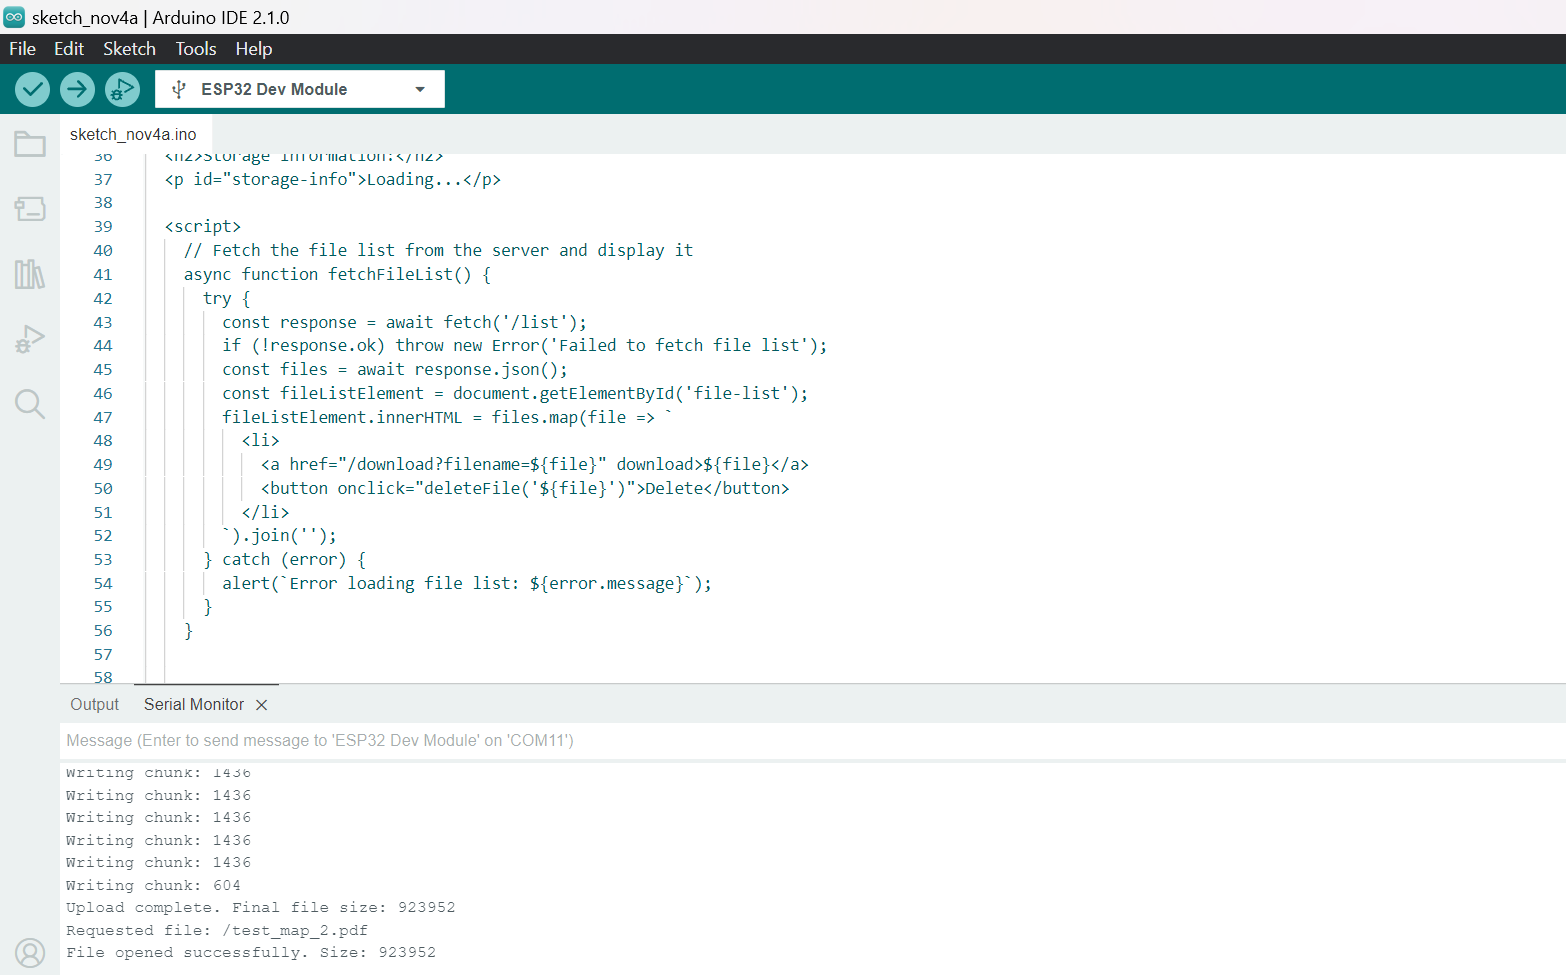 sketch_nov4a | Arduino IDE 2.1.0
File Edit Sketch Tools Help
ESP32 Dev Module
sketch_nov4a.ino
36 <h2>Storage Information:</h2>
37 <p id="storage-info">Loading...</p>
38
39 <script>
40 // Fetch the file list from the server and display it
41 async function fetchFileList() {
42 try {
43 const response = await fetch('/list');
44 if (!response.ok) throw new Error('Failed to fetch file list');
45 const files = await response.json();
46 const fileListElement = document.getElementById('file-list');
47 fileListElement.innerHTML = files.map(file => `
48 <li>
49 <a href="/download?filename=${file}" download>${file}</a>
50 <button onclick="deleteFile('${file}')">Delete</button>
51 </li>
52 `).join('');
53 } catch (error) {
54 alert(`Error loading file list: ${error.message}`);
55 }
56 }
57
58
Output Serial Monitor
Message (Enter to send message to 'ESP32 Dev Module' on 'COM11')
Writing chunk: 1436
Writing chunk: 1436
Writing chunk: 1436
Writing chunk: 1436
Writing chunk: 1436
Writing chunk: 604
Upload complete. Final file size: 923952
Requested file: /test_map_2.pdf
File opened successfully. Size: 923952